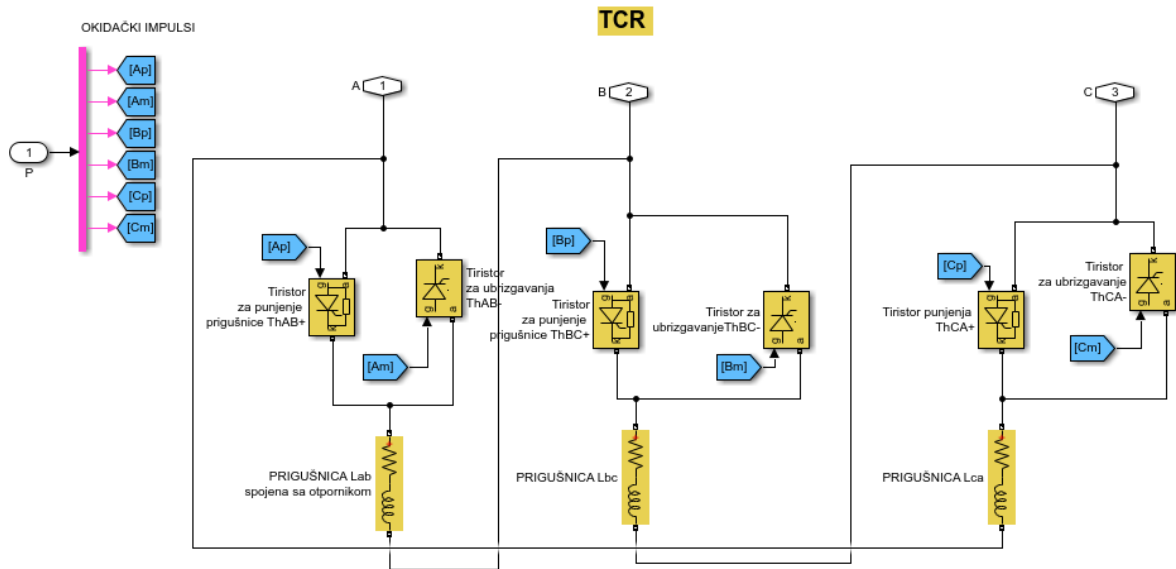 TCR
OKIDAČKI IMPULSI
[Ap]
[Am]
[Bp]
[Bm]
[Cp]
[Cm]
1
P
A
1
B
2
C
3
[Ap]
g
a
k
Tiristor
za punjenje
prigušnice ThAB+
k
g
a
Tiristor
za ubrizgavanja
ThAB-
[Am]
[Bp]
g
a
k
Tiristor
za punjenje
prigušnice ThBC+
k
g
a
Tiristor za
ubrizgavanjeThBC-
[Bm]
[Cp]
g
a
k
Tiristor punjenja
ThCA+
k
g
a
Tiristor
za ubrizgavanje
ThCA-
[Cm]
PRIGUŠNICA Lab
spojena sa otpornikom
PRIGUŠNICA Lbc
PRIGUŠNICA Lca